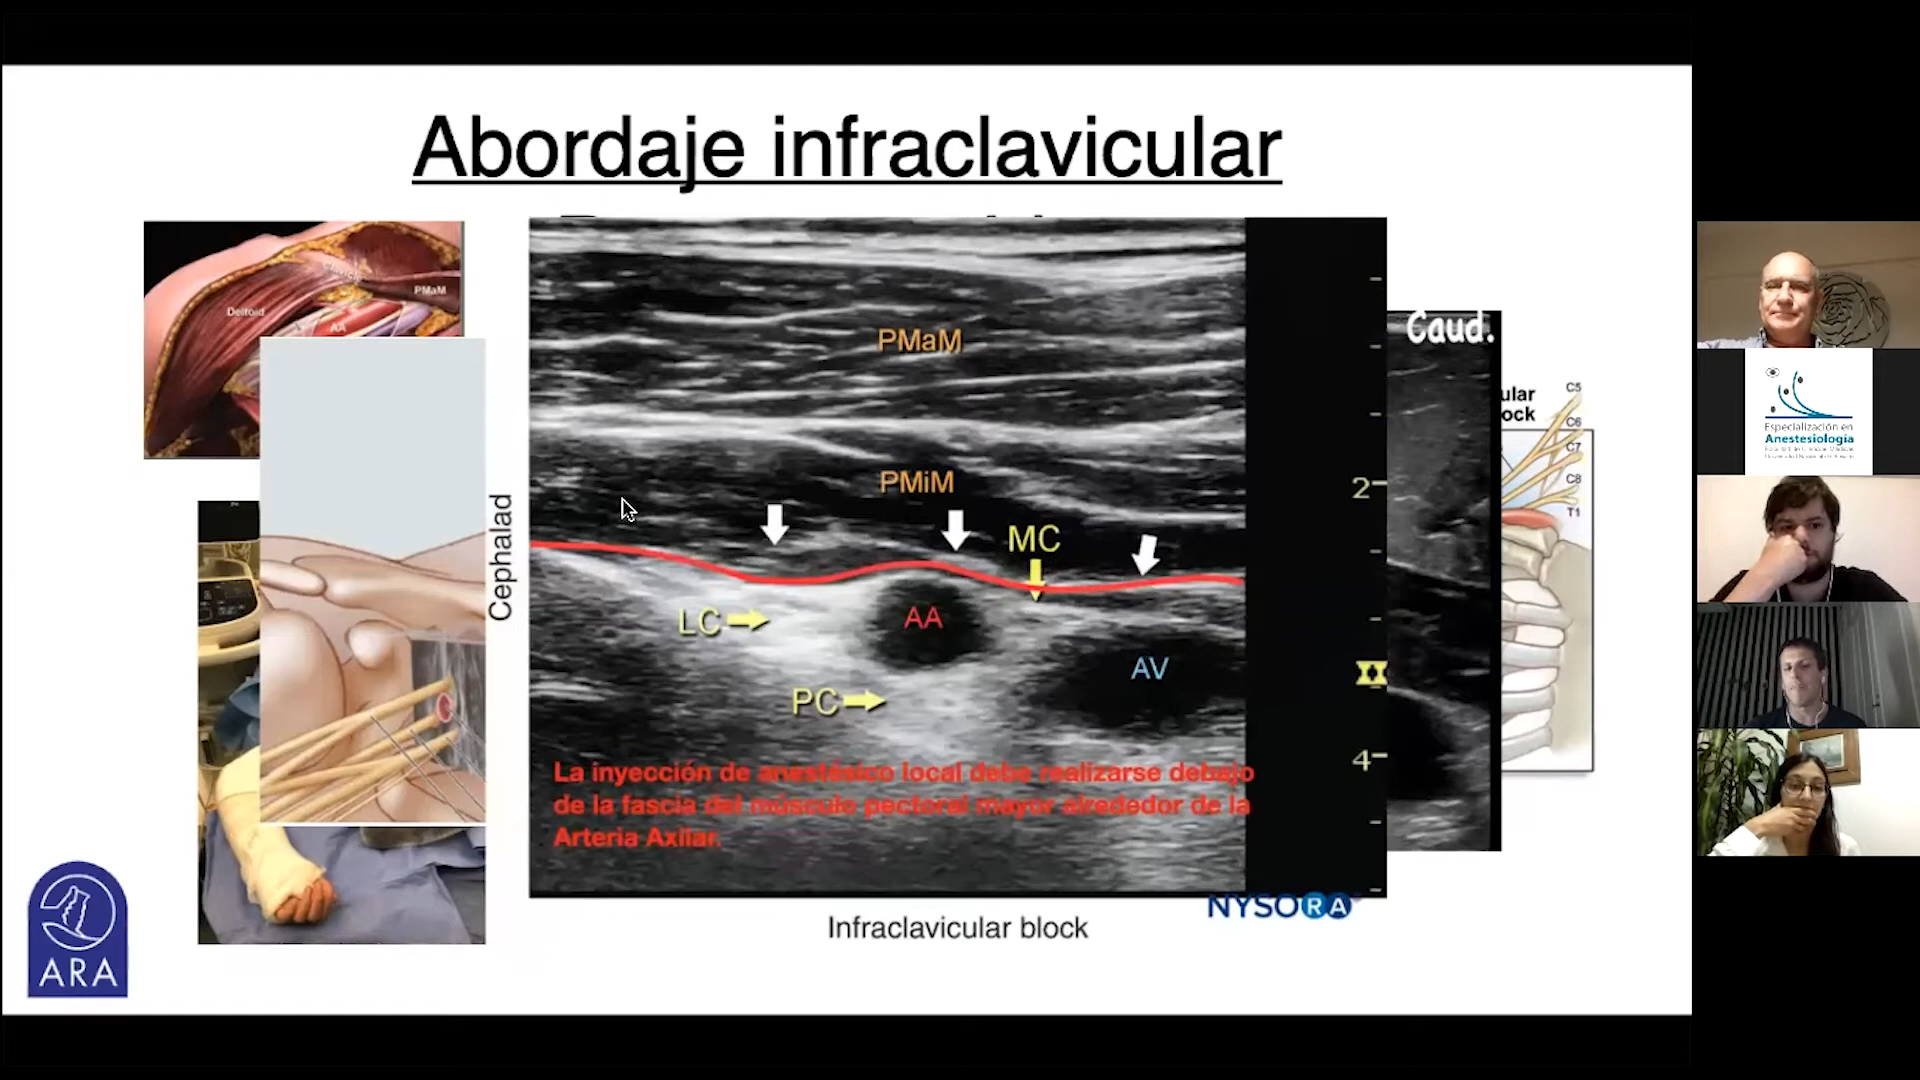 Abordaje infraclavicular
Deltoid
PMaM
AA
Cephalad
PMaM
PMiM
MC
LC
AA
AV
PC
2
4
La inyección de anestésico local debe realizarse debajo
de la fascia del músculo pectoral mayor alrededor de la
Arteria Axilar.
Infraclavicular block
NYSORA
Caud.
ular
ock
C5
C6
C7
C8
T1
ARA
Especialización en
Anestesiología